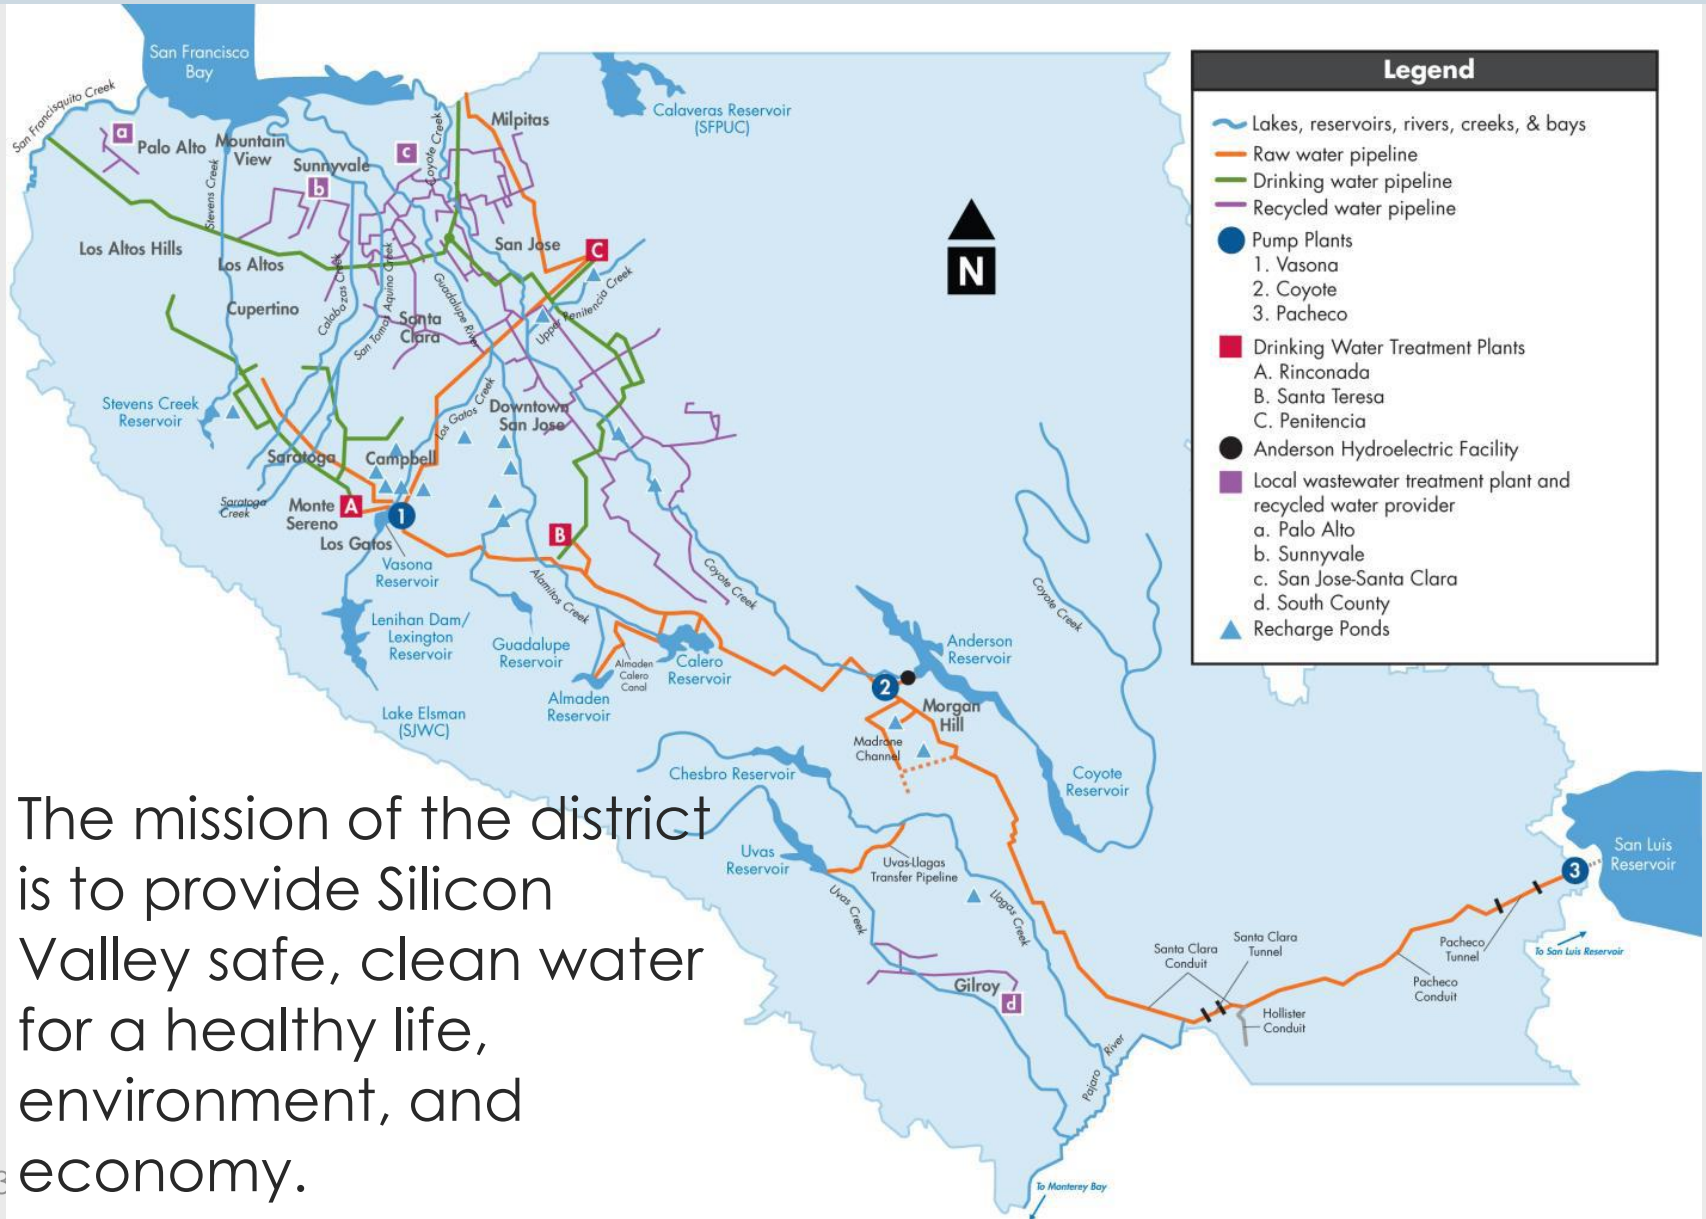 San Francisco
Bay
San Francisquito Creek
Palo Alto
a
Mountain
View
Stevens Creek
Sunnyvale
b
c
Coyote Creek
Milpitas
Calaveras Reservoir
(SFPUC)
Los Altos Hills
Los Altos
Cupertino
Calabazas Creek
San Tomas Aquino Creek
Santa
Clara
Guadalupe River
San Jose
C
Upper Penitencia Creek
N
Stevens Creek
Reservoir
Los Gatos Creek
Downtown
San Jose
Saratoga
Campbell
Saratoga
Creek
Monte
Sereno
A
1
Los Gatos
B
Vasona
Reservoir
Alamitos Creek
Coyote Creek
Coyote Creek
Lenihan Dam/
Lexington
Reservoir
Guadalupe
Reservoir
Almaden
Calero
Canal
Calero
Reservoir
Almaden
Reservoir
Lake Elsman
(SJWC)
Anderson
Reservoir
2
Morgan
Hill
Madrone
Channel
Chesbro Reservoir
Coyote
Reservoir
Uvas
Reservoir
Uvas-Llagas
Transfer Pipeline
Uvas Creek
Llagas Creek
Gilroy
d
Santa Clara
Conduit
Santa Clara
Tunnel
Hollister
Conduit
Pacheco
Conduit
Pacheco
Tunnel
3
San Luis
Reservoir
To San Luis Reservoir
Pajaro River
To Monterey Bay
Legend
Lakes, reservoirs, rivers, creeks, & bays
Raw water pipeline
Drinking water pipeline
Recycled water pipeline
Pump Plants
1. Vasona
2. Coyote
3. Pacheco
Drinking Water Treatment Plants
A. Rinconada
B. Santa Teresa
C. Penitencia
Anderson Hydroelectric Facility
Local wastewater treatment plant and
recycled water provider
a. Palo Alto
b. Sunnyvale
c. San Jose-Santa Clara
d. South County
Recharge Ponds
The mission of the district
is to provide Silicon
Valley safe, clean water
for a healthy life,
environment, and
economy.
3